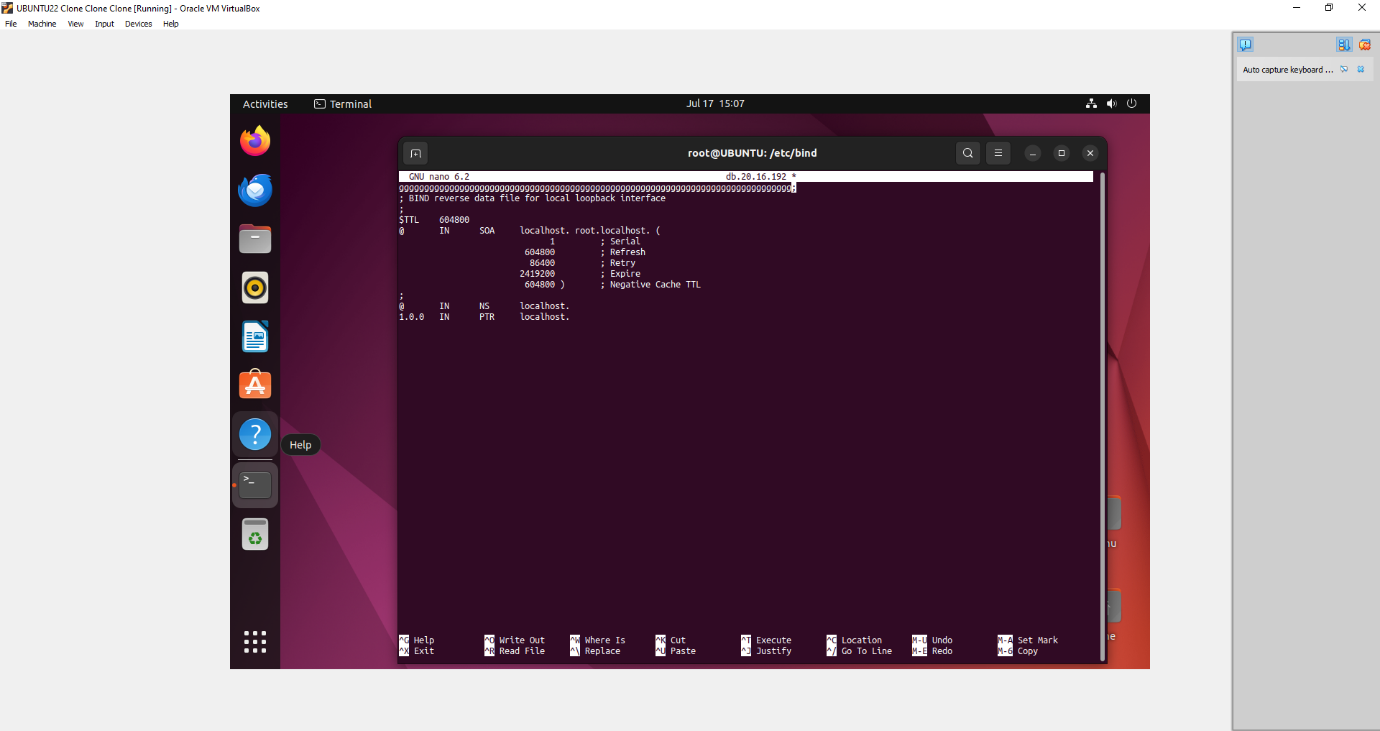 UBUNTU22 Clone Clone Clone [Running] - Oracle VM VirtualBox
File Machine View Input Devices Help
Auto capture keyboard ...
Activities Terminal Jul 17 15:07
root@UBUNTU: /etc/bind
GNU nano 6.2 db.20.16.192 *
; BIND reverse data file for local loopback interface
;
$TTL 604800
@ IN SOA localhost. root.localhost. (
1 ; Serial
604800 ; Refresh
86400 ; Retry
2419200 ; Expire
604800 ) ; Negative Cache TTL
;
@ IN NS localhost.
1.0.0 IN PTR localhost.
Help
^G Help ^O Write Out ^W Where Is ^K Cut ^T Execute ^C Location M-U Undo M-A Set Mark
^X Exit ^R Read File ^\ Replace ^U Paste ^J Justify ^/ Go To Line M-E Redo M-6 Copy